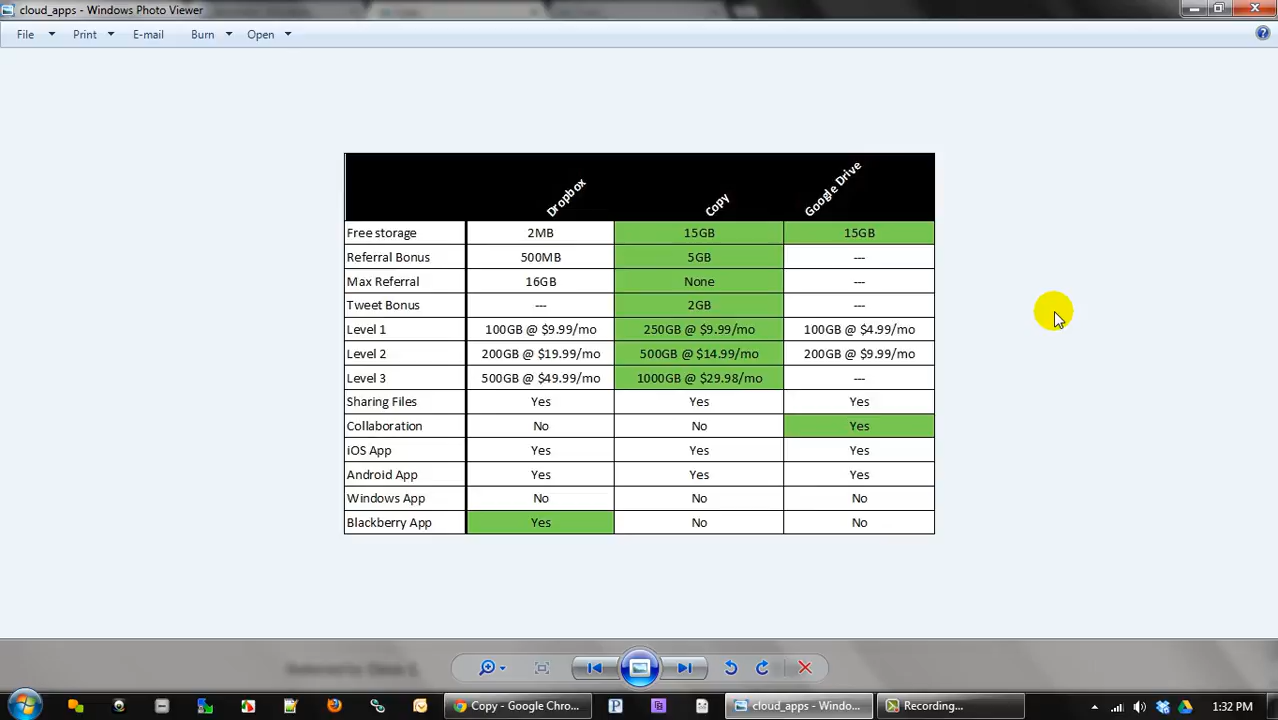 cloud_apps - Windows Photo Viewer
File Print E-mail Burn Open
Dropbox Copy Google Drive
Free storage 2MB 15GB 15GB
Referral Bonus 500MB 5GB ---
Max Referral 16GB None ---
Tweet Bonus --- 2GB ---
Level 1 100GB @ $9.99/mo 250GB @ $9.99/mo 100GB @ $4.99/mo
Level 2 200GB @ $19.99/mo 500GB @ $14.99/mo 200GB @ $9.99/mo
Level 3 500GB @ $49.99/mo 1000GB @ $29.98/mo ---
Sharing Files Yes Yes Yes
Collaboration No No Yes
iOS App Yes Yes Yes
Android App Yes Yes Yes
Windows App No No No
Blackberry App Yes No No
Copy - Google Chro... cloud_apps - Windo... Recording... 1:32 PM